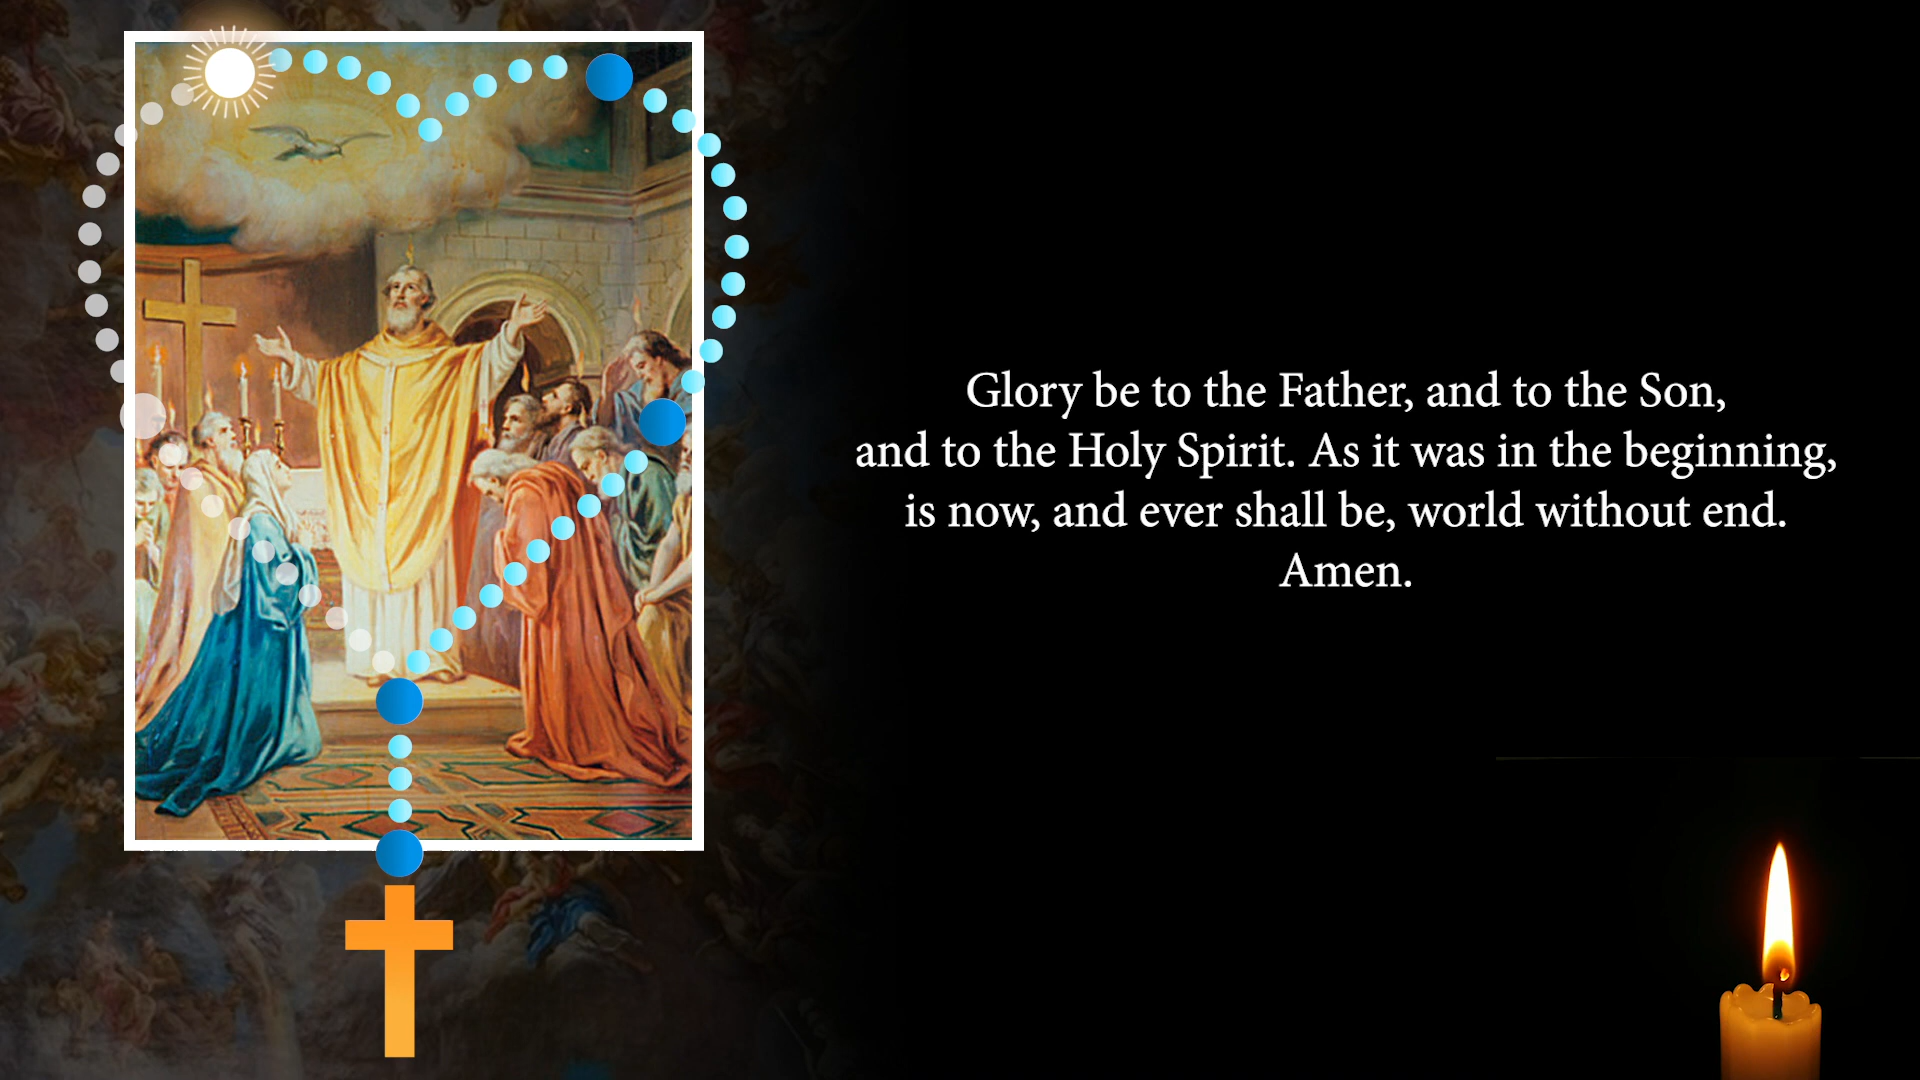 Glory be to the Father, and to the Son,
and to the Holy Spirit. As it was in the beginning,
is now, and ever shall be, world without end.
Amen.